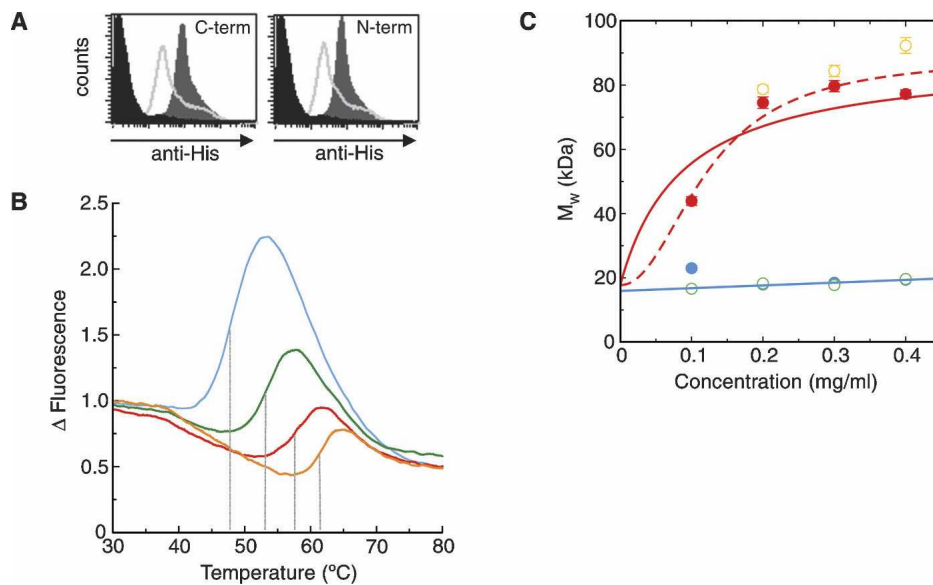 A
C-term
N-term
counts
anti-His
anti-His
B
2.5
2.0
1.5
1.0
0.5
0
Δ Fluorescence
30 40 50 60 70 80
Temperature (ºC)
C
100
80
60
40
20
0
M_W (kDa)
0 0.1 0.2 0.3 0.4
Concentration (mg/ml)